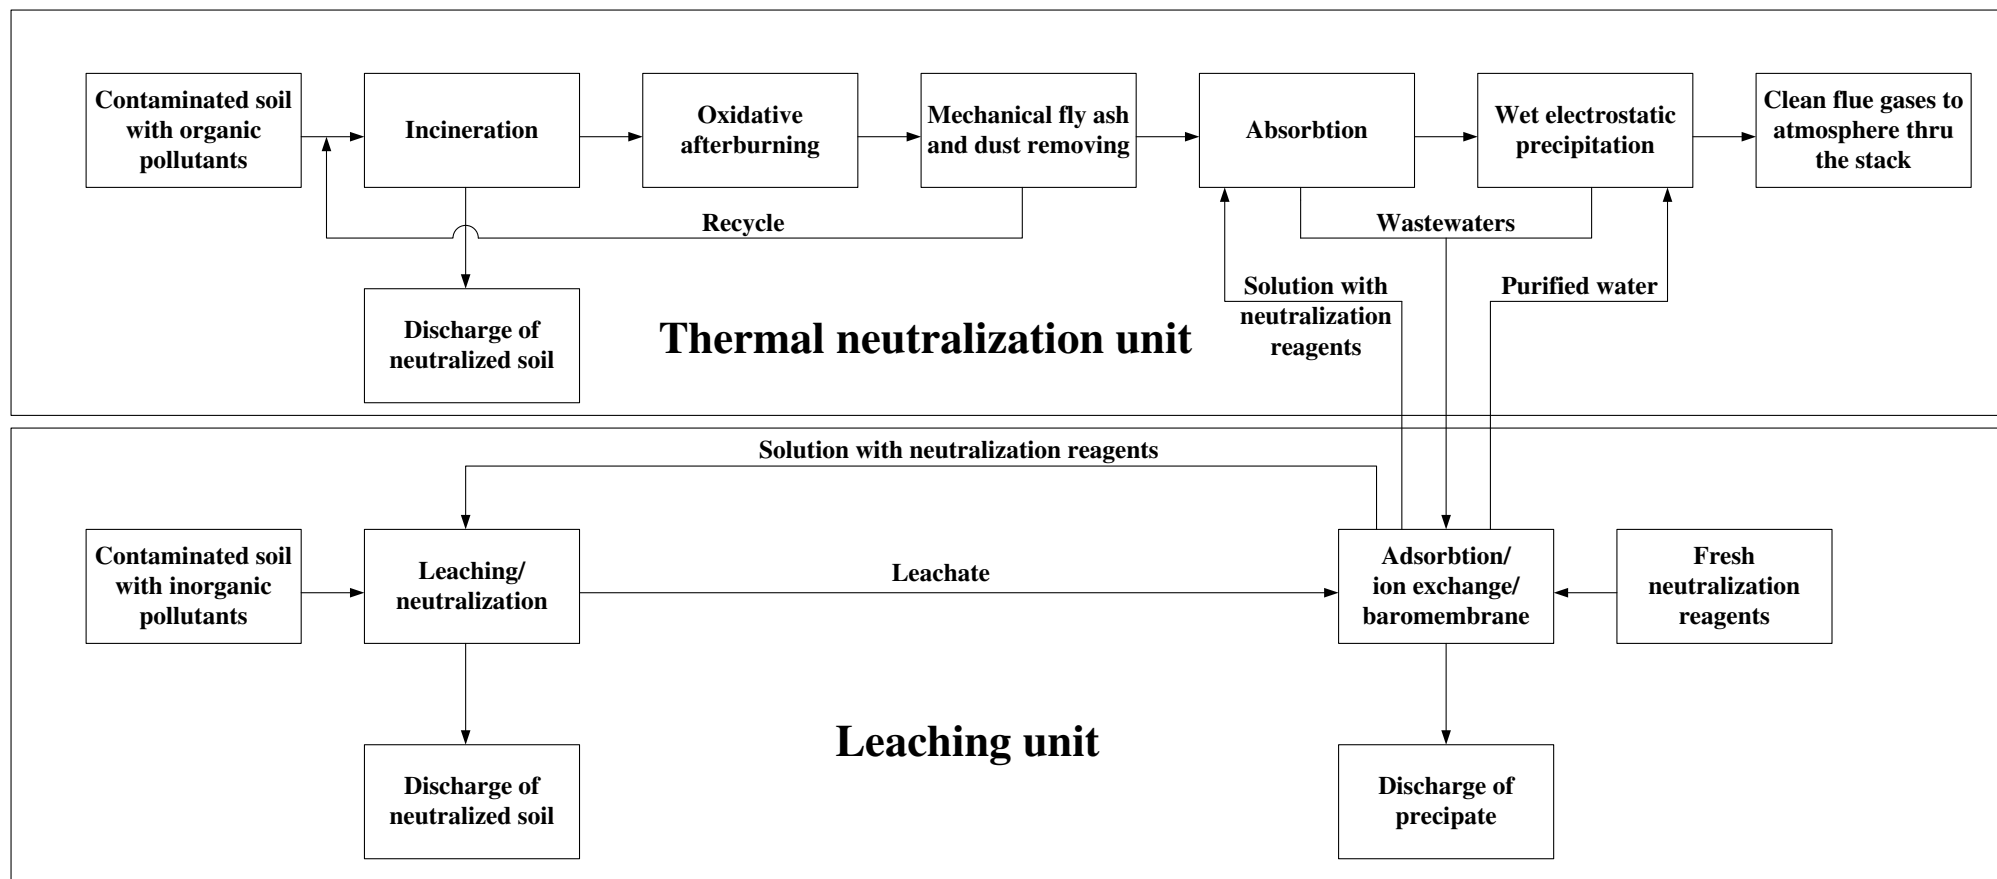 Contaminated soil
with organic
pollutants
Incineration
Oxidative
afterburning
Mechanical fly ash
and dust removing
Absorbtion
Wet electrostatic
precipitation
Clean flue gases to
atmosphere thru
the stack
Recycle
Wastewaters
Solution with
neutralization
reagents
Purified water
Discharge of
neutralized soil
Thermal neutralization unit
Solution with neutralization reagents
Contaminated soil
with inorganic
pollutants
Leaching/
neutralization
Leachate
Adsorbtion/
ion exchange/
baromembrane
Fresh
neutralization
reagents
Leaching unit
Discharge of
neutralized soil
Discharge of
precipate